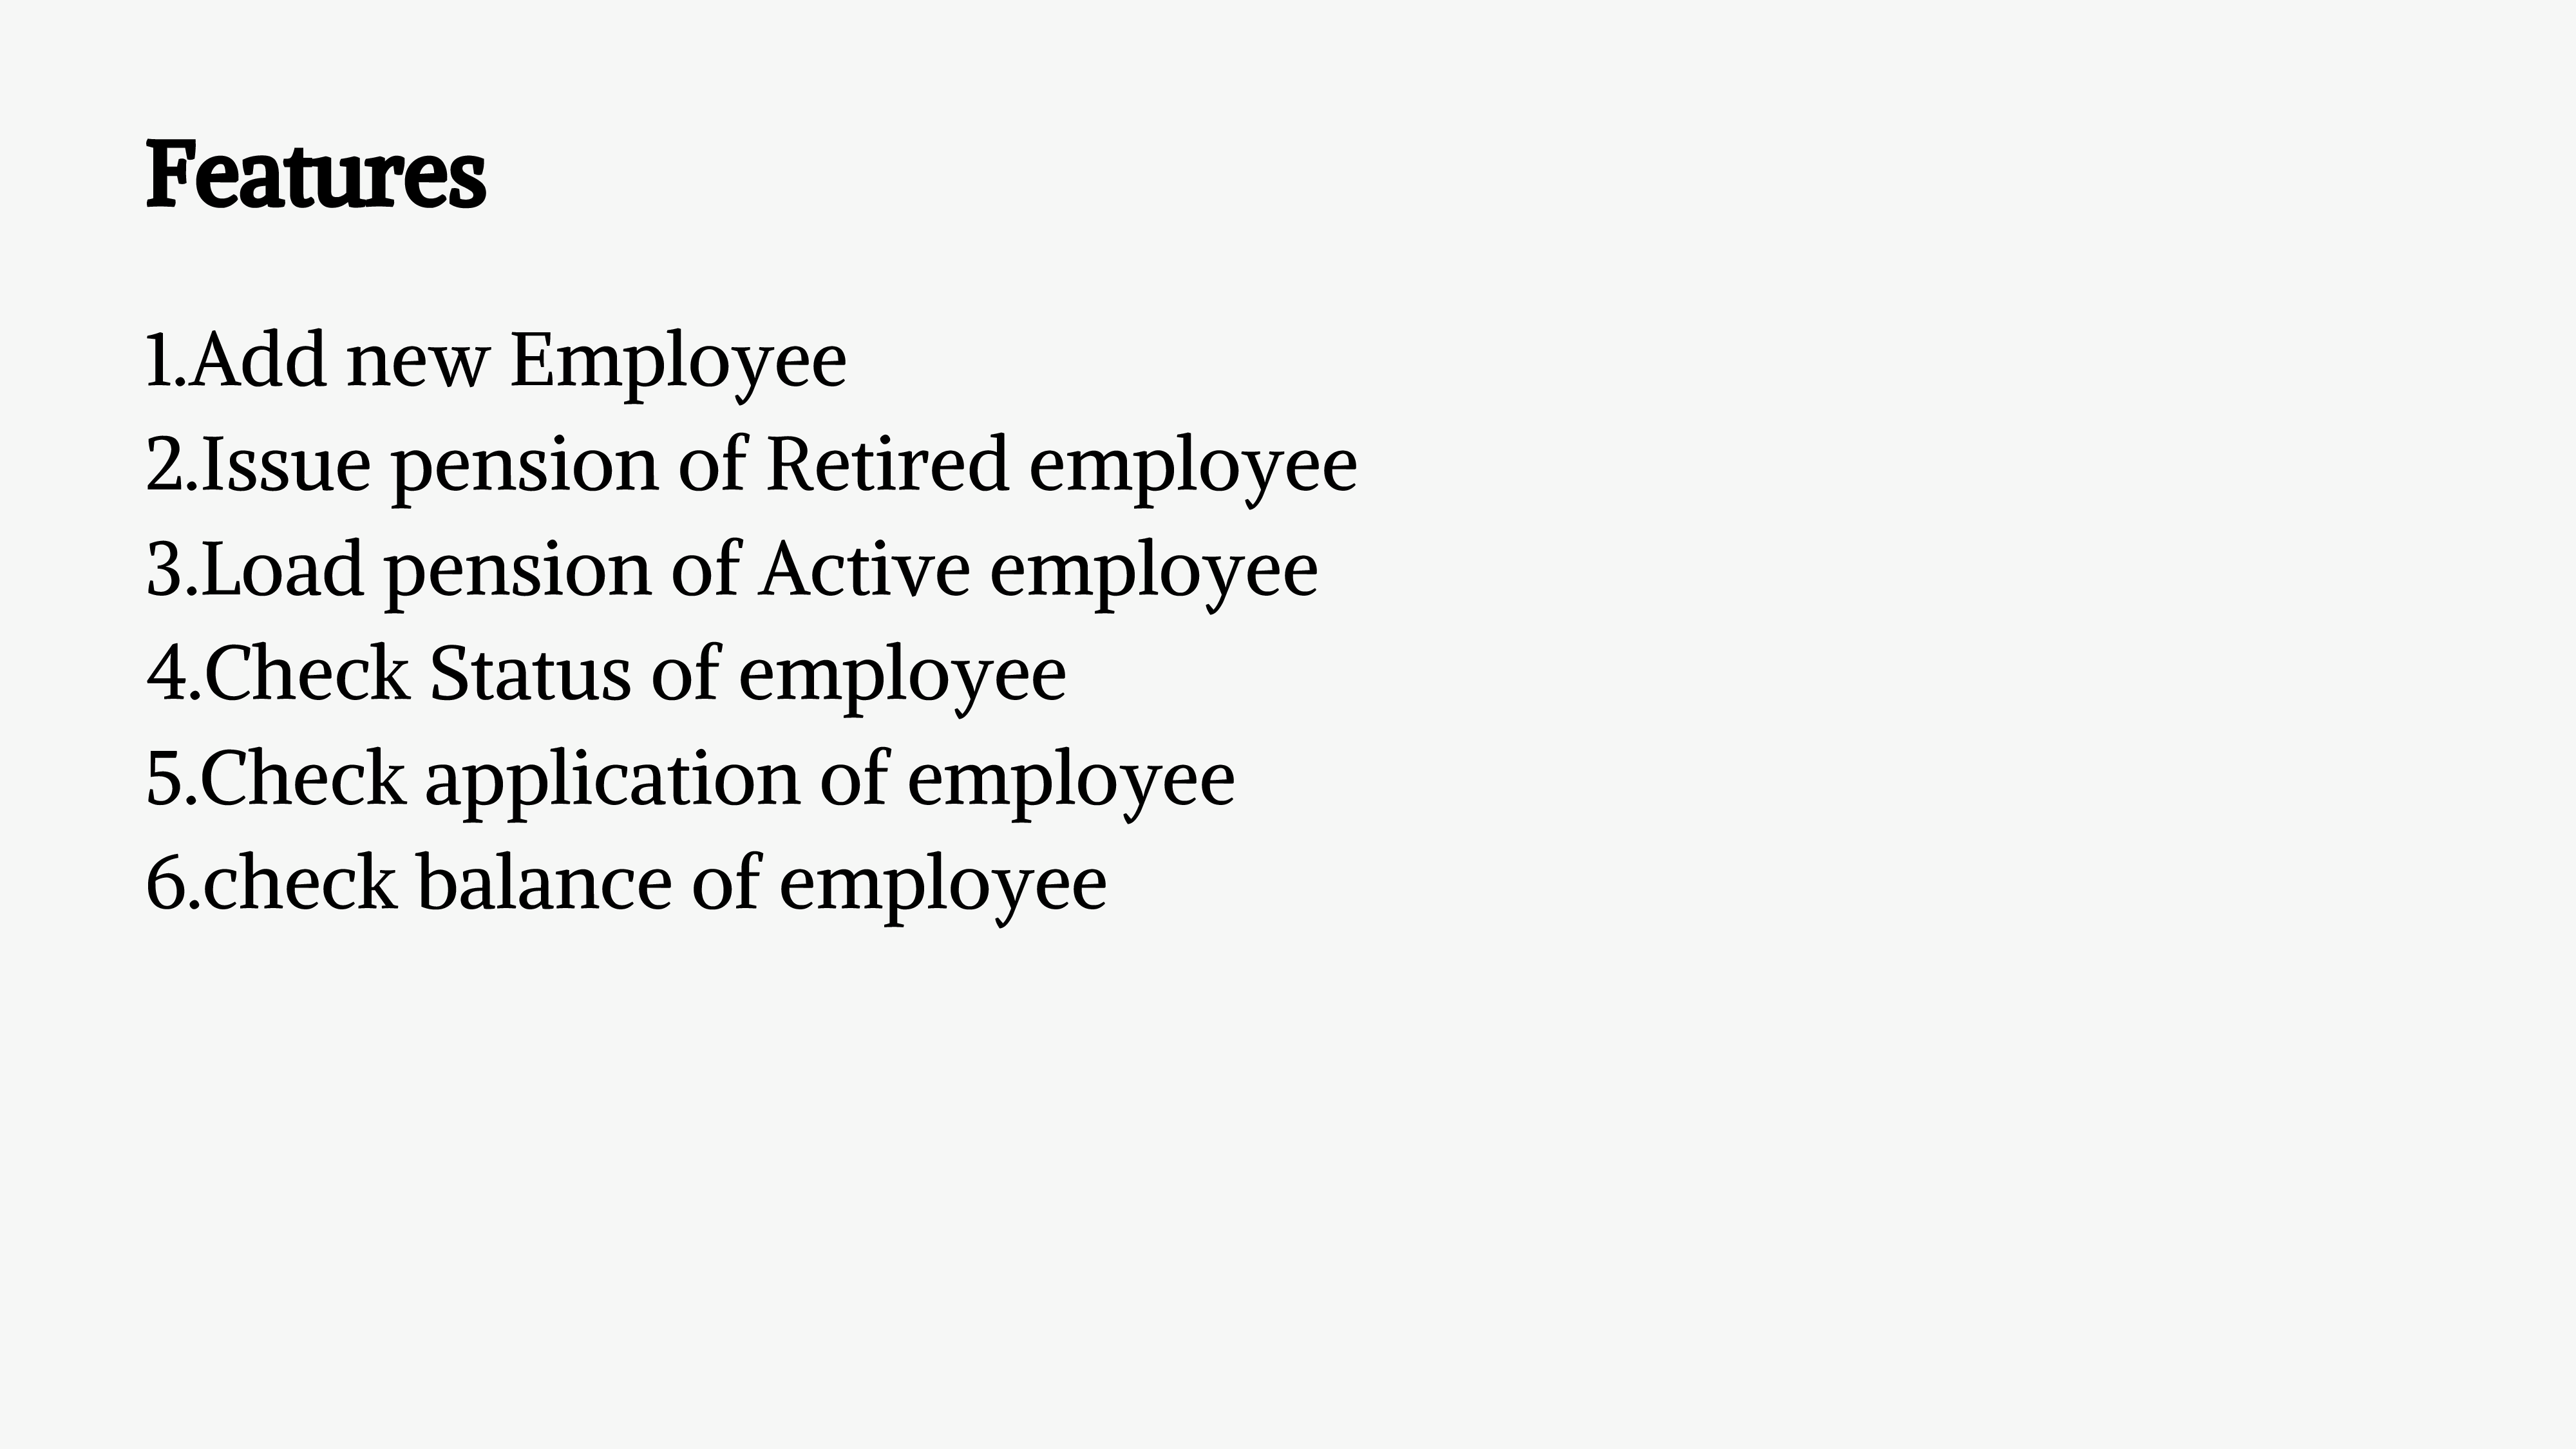 Features
1.Add new Employee
2.Issue pension of Retired employee
3.Load pension of Active employee
4.Check Status of employee
5.Check application of employee
6.check balance of employee